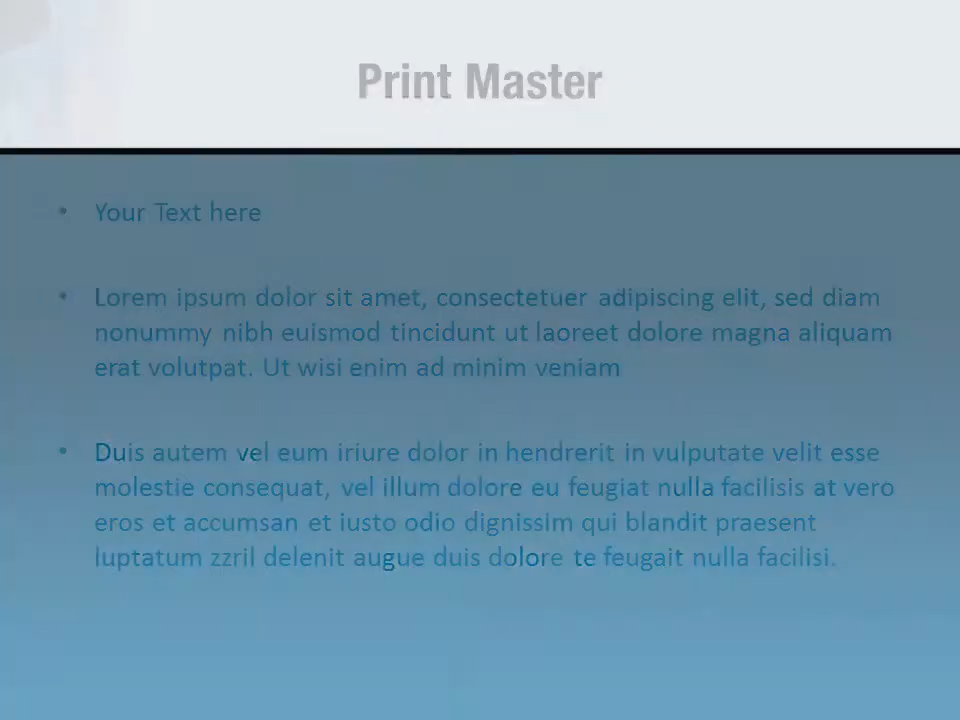 Print Master
• Your Text here
• Lorem ipsum dolor sit amet, consectetuer adipiscing elit, sed diam
nonummy nibh euismod tincidunt ut laoreet dolore magna aliquam
erat volutpat. Ut wisi enim ad minim veniam
• Duis autem vel eum iriure dolor in hendrerit in vulputate velit esse
molestie consequat, vel illum dolore eu feugiat nulla facilisis at vero
eros et accumsan et iusto odio dignissim qui blandit praesent
luptatum zzril delenit augue duis dolore te feugait nulla facilisi.